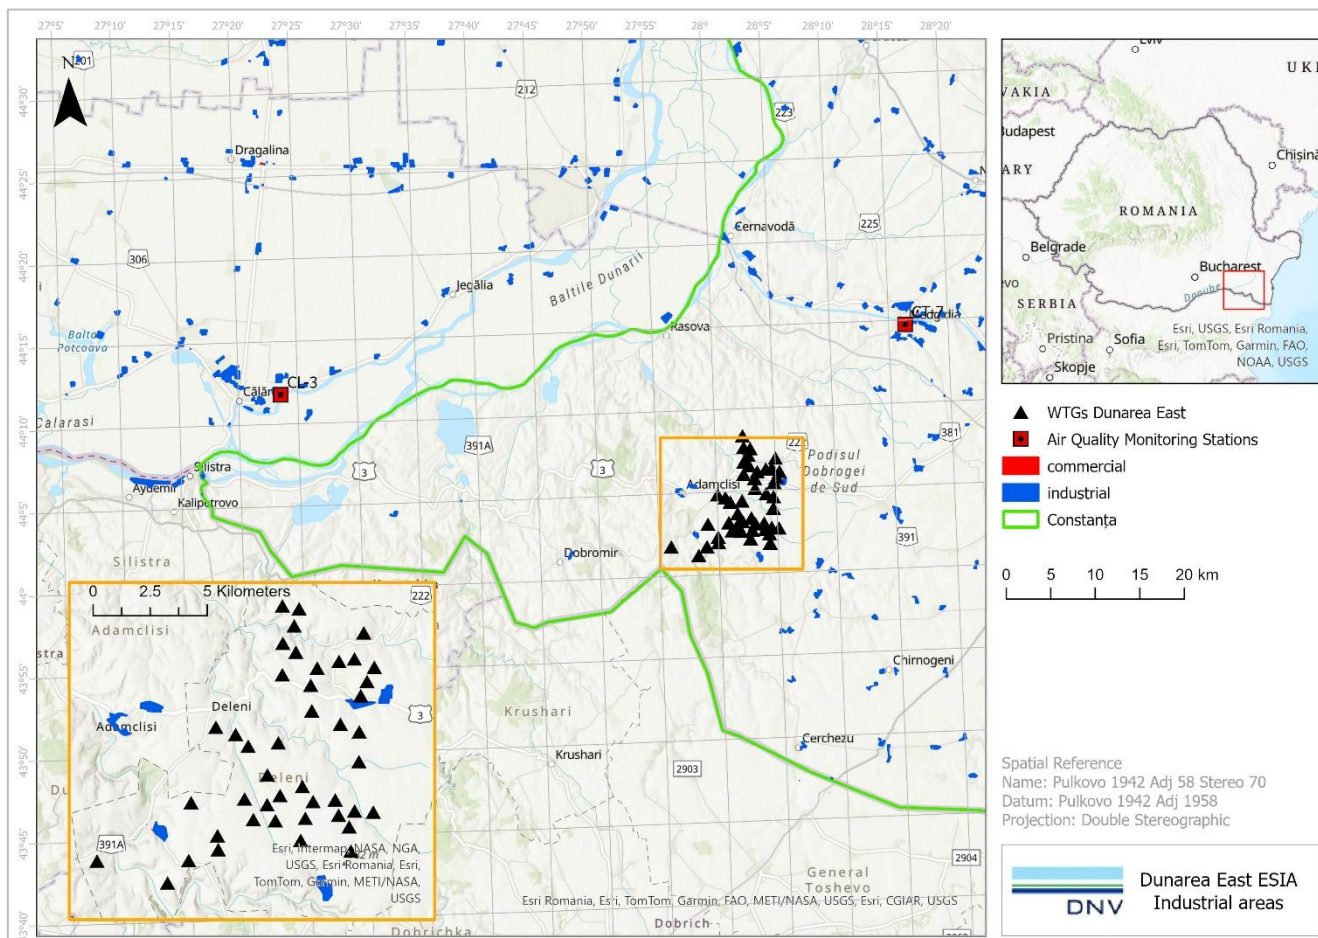 27°5'
27°10'
27°15'
27°20'
27°25'
27°30'
27°35'
27°40'
27°45'
27°50'
27°55'
28°
28°5'
28°10'
28°15'
28°20'
44°30'
44°25'
44°20'
44°15'
44°10'
44°5'
44°
43°55'
43°50'
43°45'
43°40'
N
201
212
223
Dragalina
Cernavodă
225
306
Baltile Dunarii
Jegălia
CT-7
Rasova
Balta
Potcoava
CL-3
Calarasi
391A
381
3
3
222
Podisul
Dobrogei
de Sud
Silistra
Aydemir
Kalipetrovo
Adamclisi
391
Silistra
Dobromir
Chirnogeni
Krushari
Krushari
Cerchezu
2903
2904
General
Toshevo
Dobrich
Dobrichka
Esri Romania, Esri, TomTom, Garmin, FAO, METI/NASA, USGS, Esri, CGIAR, USGS
0 2.5 5 Kilometers
222
Adamclisi
Deleni
3
Adamclisi
Deleni
391A
Esri, Intermap, NASA, NGA,
USGS, Esri Romania, Esri,
TomTom, Garmin, METI/NASA,
USGS
Budapest
Chișină
ROMANIA
Belgrade
Bucharest
Danube
SERBIA
Pristina
Sofia
Skopje
Esri, USGS, Esri Romania,
Esri, TomTom, Garmin, FAO,
NOAA, USGS
WTGs Dunarea East
Air Quality Monitoring Stations
commercial
industrial
Constanța
0 5 10 15 20 km
Spatial Reference
Name: Pulkovo 1942 Adj 58 Stereo 70
Datum: Pulkovo 1942 Adj 1958
Projection: Double Stereographic
DNV
Dunarea East ESIA
Industrial areas